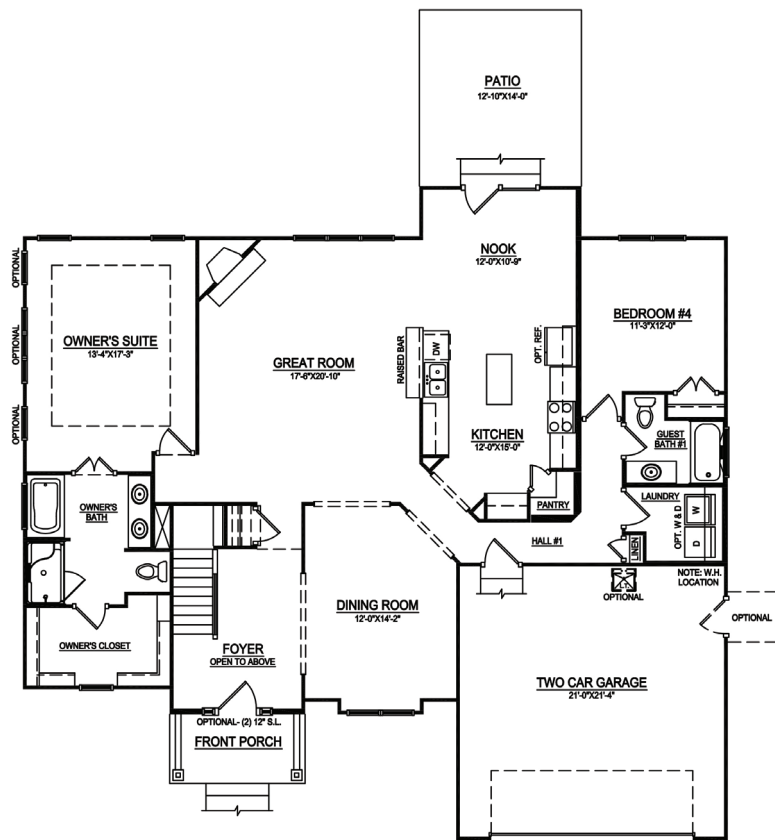 PATIO
12'-10"X14'-0"
NOOK
12'-0"X10'-9"
OPTIONAL
OPTIONAL
OPTIONAL
OWNER'S SUITE
13'-4"X17'-3"
GREAT ROOM
17'-6"X20'-10"
RAISED BAR
DW
OPT. REF.
BEDROOM #4
11'-3"X12'-0"
KITCHEN
12'-0"X15'-0"
GUEST
BATH #1
OWNER'S
BATH
PANTRY
LAUNDRY
OPT. W & D
W
D
HALL #1
LINEN
NOTE: W.H.
LOCATION
OPTIONAL
OPTIONAL
DINING ROOM
12'-0"X14'-2"
OWNER'S CLOSET
FOYER
OPEN TO ABOVE
TWO CAR GARAGE
21'-0"X21'-4"
OPTIONAL- (2) 12" S.L.
FRONT PORCH